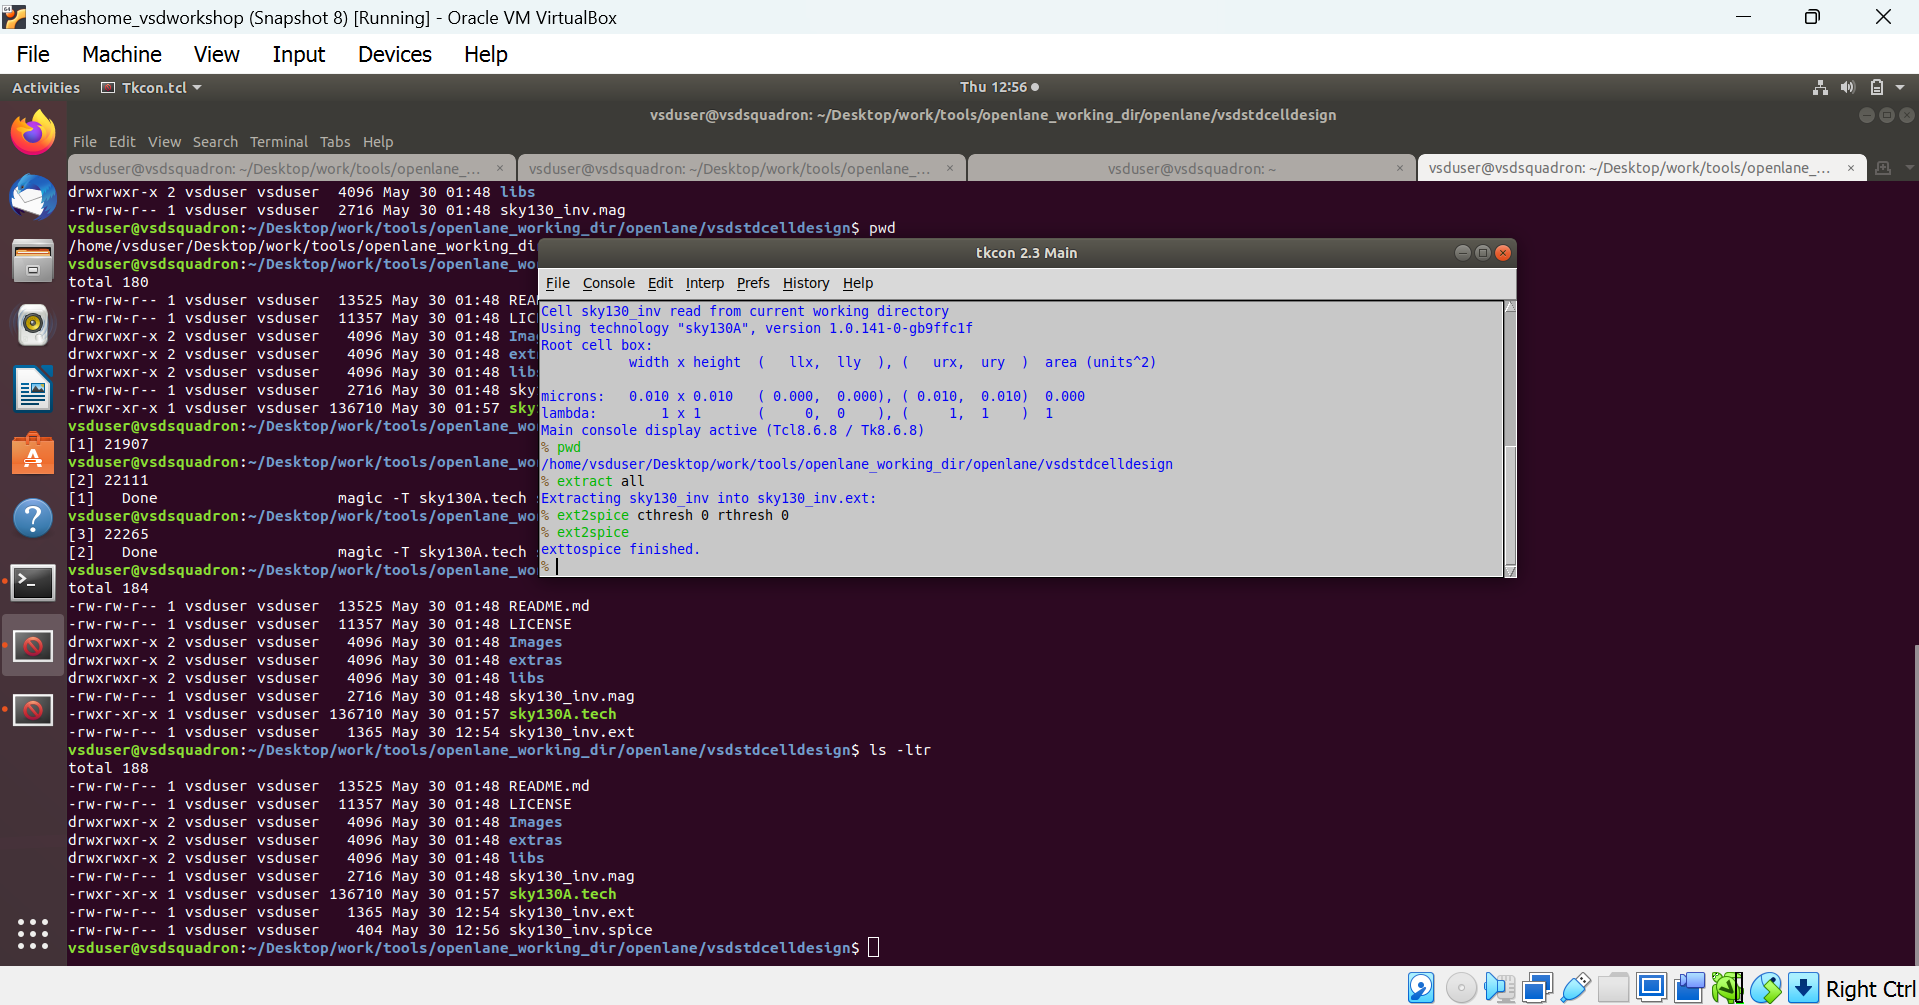 snehashome_vsdworkshop (Snapshot 8) [Running] - Oracle VM VirtualBox
File Machine View Input Devices Help
Activities Tkcon.tcl Thu 12:56
vsduser@vsdsquadron: ~/Desktop/work/tools/openlane_working_dir/openlane/vsdstdcelldesign
File Edit View Search Terminal Tabs Help
vsduser@vsdsquadron: ~/Desktop/work/tools/openlane_... × vsduser@vsdsquadron: ~/Desktop/work/tools/openlane_... × vsduser@vsdsquadron: ~ × vsduser@vsdsquadron: ~/Desktop/work/tools/openlane_... ×
drwxrwxr-x 2 vsduser vsduser 4096 May 30 01:48 libs
-rw-rw-r-- 1 vsduser vsduser 2716 May 30 01:48 sky130_inv.mag
vsduser@vsdsquadron:~/Desktop/work/tools/openlane_working_dir/openlane/vsdstdcelldesign$ pwd
/home/vsduser/Desktop/work/tools/openlane_working_di
vsduser@vsdsquadron:~/Desktop/work/tools/openlane_wo
total 180
-rw-rw-r-- 1 vsduser vsduser 13525 May 30 01:48 REA
-rw-rw-r-- 1 vsduser vsduser 11357 May 30 01:48 LIC
drwxrwxr-x 2 vsduser vsduser 4096 May 30 01:48 Ima
drwxrwxr-x 2 vsduser vsduser 4096 May 30 01:48 ext
drwxrwxr-x 2 vsduser vsduser 4096 May 30 01:48 lib
-rw-rw-r-- 1 vsduser vsduser 2716 May 30 01:48 sky
-rwxr-xr-x 1 vsduser vsduser 136710 May 30 01:57 sky
vsduser@vsdsquadron:~/Desktop/work/tools/openlane_wo
[1] 21907
vsduser@vsdsquadron:~/Desktop/work/tools/openlane_wo
[2] 22111
[1] Done magic -T sky130A.tech
vsduser@vsdsquadron:~/Desktop/work/tools/openlane_wo
[3] 22265
[2] Done magic -T sky130A.tech
vsduser@vsdsquadron:~/Desktop/work/tools/openlane_wo
total 184
-rw-rw-r-- 1 vsduser vsduser 13525 May 30 01:48 README.md
-rw-rw-r-- 1 vsduser vsduser 11357 May 30 01:48 LICENSE
drwxrwxr-x 2 vsduser vsduser 4096 May 30 01:48 Images
drwxrwxr-x 2 vsduser vsduser 4096 May 30 01:48 extras
drwxrwxr-x 2 vsduser vsduser 4096 May 30 01:48 libs
-rw-rw-r-- 1 vsduser vsduser 2716 May 30 01:48 sky130_inv.mag
-rwxr-xr-x 1 vsduser vsduser 136710 May 30 01:57 sky130A.tech
-rw-rw-r-- 1 vsduser vsduser 1365 May 30 12:54 sky130_inv.ext
vsduser@vsdsquadron:~/Desktop/work/tools/openlane_working_dir/openlane/vsdstdcelldesign$ ls -ltr
total 188
-rw-rw-r-- 1 vsduser vsduser 13525 May 30 01:48 README.md
-rw-rw-r-- 1 vsduser vsduser 11357 May 30 01:48 LICENSE
drwxrwxr-x 2 vsduser vsduser 4096 May 30 01:48 Images
drwxrwxr-x 2 vsduser vsduser 4096 May 30 01:48 extras
drwxrwxr-x 2 vsduser vsduser 4096 May 30 01:48 libs
-rw-rw-r-- 1 vsduser vsduser 2716 May 30 01:48 sky130_inv.mag
-rwxr-xr-x 1 vsduser vsduser 136710 May 30 01:57 sky130A.tech
-rw-rw-r-- 1 vsduser vsduser 1365 May 30 12:54 sky130_inv.ext
-rw-rw-r-- 1 vsduser vsduser 404 May 30 12:56 sky130_inv.spice
vsduser@vsdsquadron:~/Desktop/work/tools/openlane_working_dir/openlane/vsdstdcelldesign$
tkcon 2.3 Main
File Console Edit Interp Prefs History Help
Cell sky130_inv read from current working directory
Using technology "sky130A", version 1.0.141-0-gb9ffc1f
Root cell box:
width x height ( llx, lly ), ( urx, ury ) area (units^2)
microns: 0.010 x 0.010 ( 0.000, 0.000), ( 0.010, 0.010) 0.000
lambda: 1 x 1 ( 0, 0 ), ( 1, 1 ) 1
Main console display active (Tcl8.6.8 / Tk8.6.8)
% pwd
/home/vsduser/Desktop/work/tools/openlane_working_dir/openlane/vsdstdcelldesign
% extract all
Extracting sky130_inv into sky130_inv.ext:
% ext2spice cthresh 0 rthresh 0
% ext2spice
exttospice finished.
%
Right Ctrl